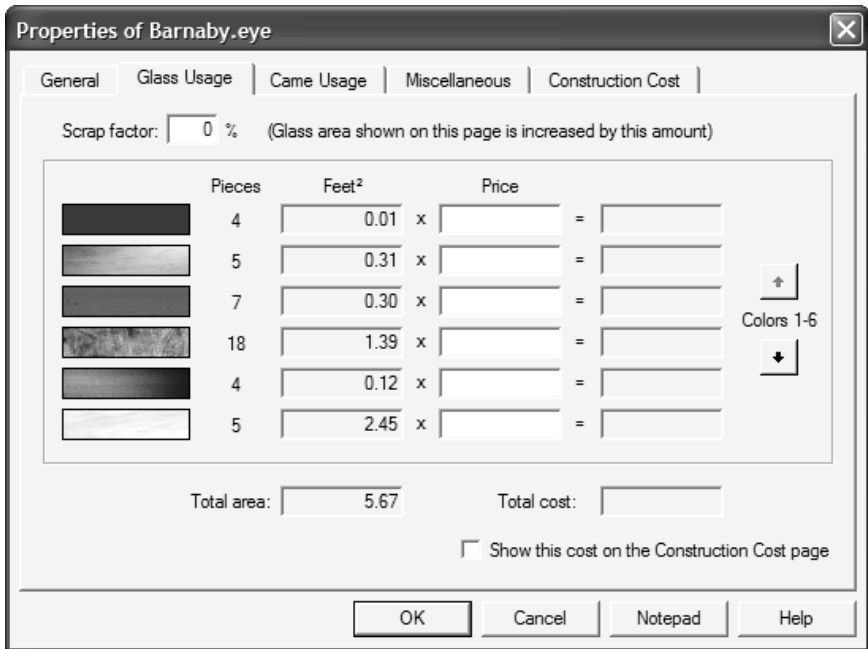 Properties of Barnaby.eye
General Glass Usage Came Usage Miscellaneous Construction Cost
Scrap factor: 0 % (Glass area shown on this page is increased by this amount)
Pieces Feet² Price
4 0.01 x =
5 0.31 x =
7 0.30 x =
18 1.39 x =
Colors 1-6
4 0.12 x =
5 2.45 x =
Total area: 5.67 Total cost:
Show this cost on the Construction Cost page
OK Cancel Notepad Help